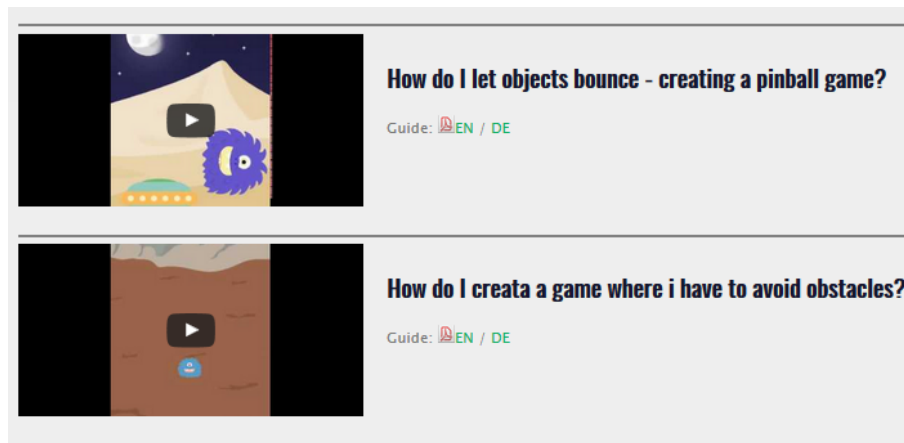 How do I let objects bounce - creating a pinball game?
Guide: EN / DE
How do I creata a game where i have to avoid obstacles?
Guide: EN / DE